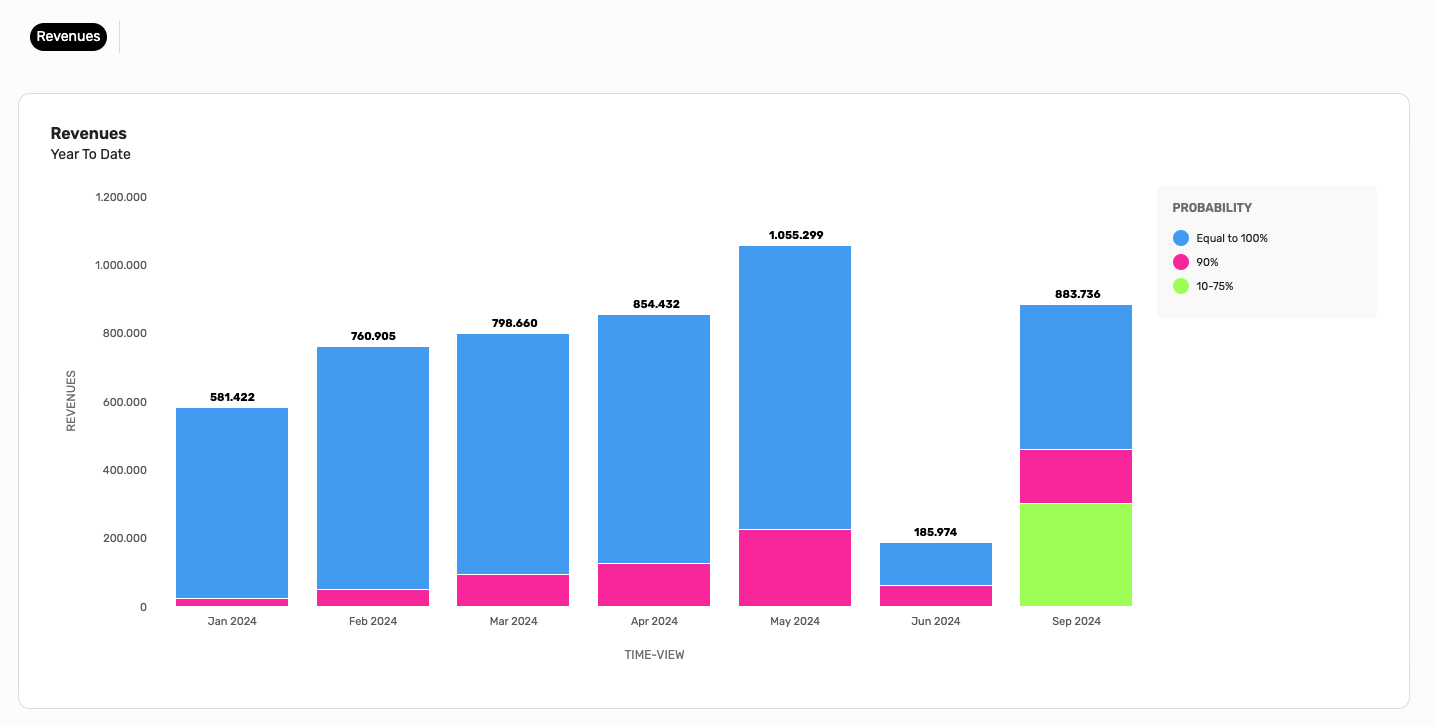 Revenues
Revenues
Year To Date
1.200.000
1.000.000
800.000
600.000
400.000
200.000
0
REVENUES
581.422
760.905
798.660
854.432
1.055.299
185.974
883.736
Jan 2024
Feb 2024
Mar 2024
Apr 2024
May 2024
Jun 2024
Sep 2024
TIME-VIEW
PROBABILITY
Equal to 100%
90%
10-75%